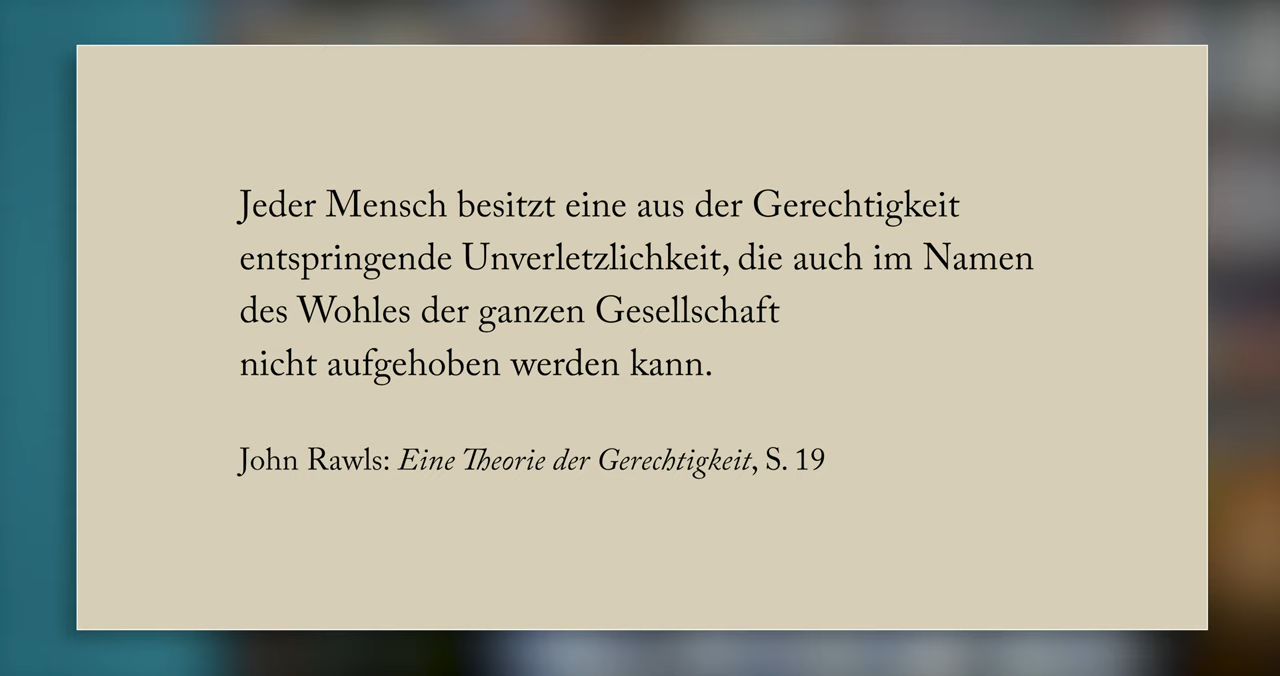 Jeder Mensch besitzt eine aus der Gerechtigkeit
entspringende Unverletzlichkeit, die auch im Namen
des Wohles der ganzen Gesellschaft
nicht aufgehoben werden kann.
John Rawls: Eine Theorie der Gerechtigkeit, S. 19